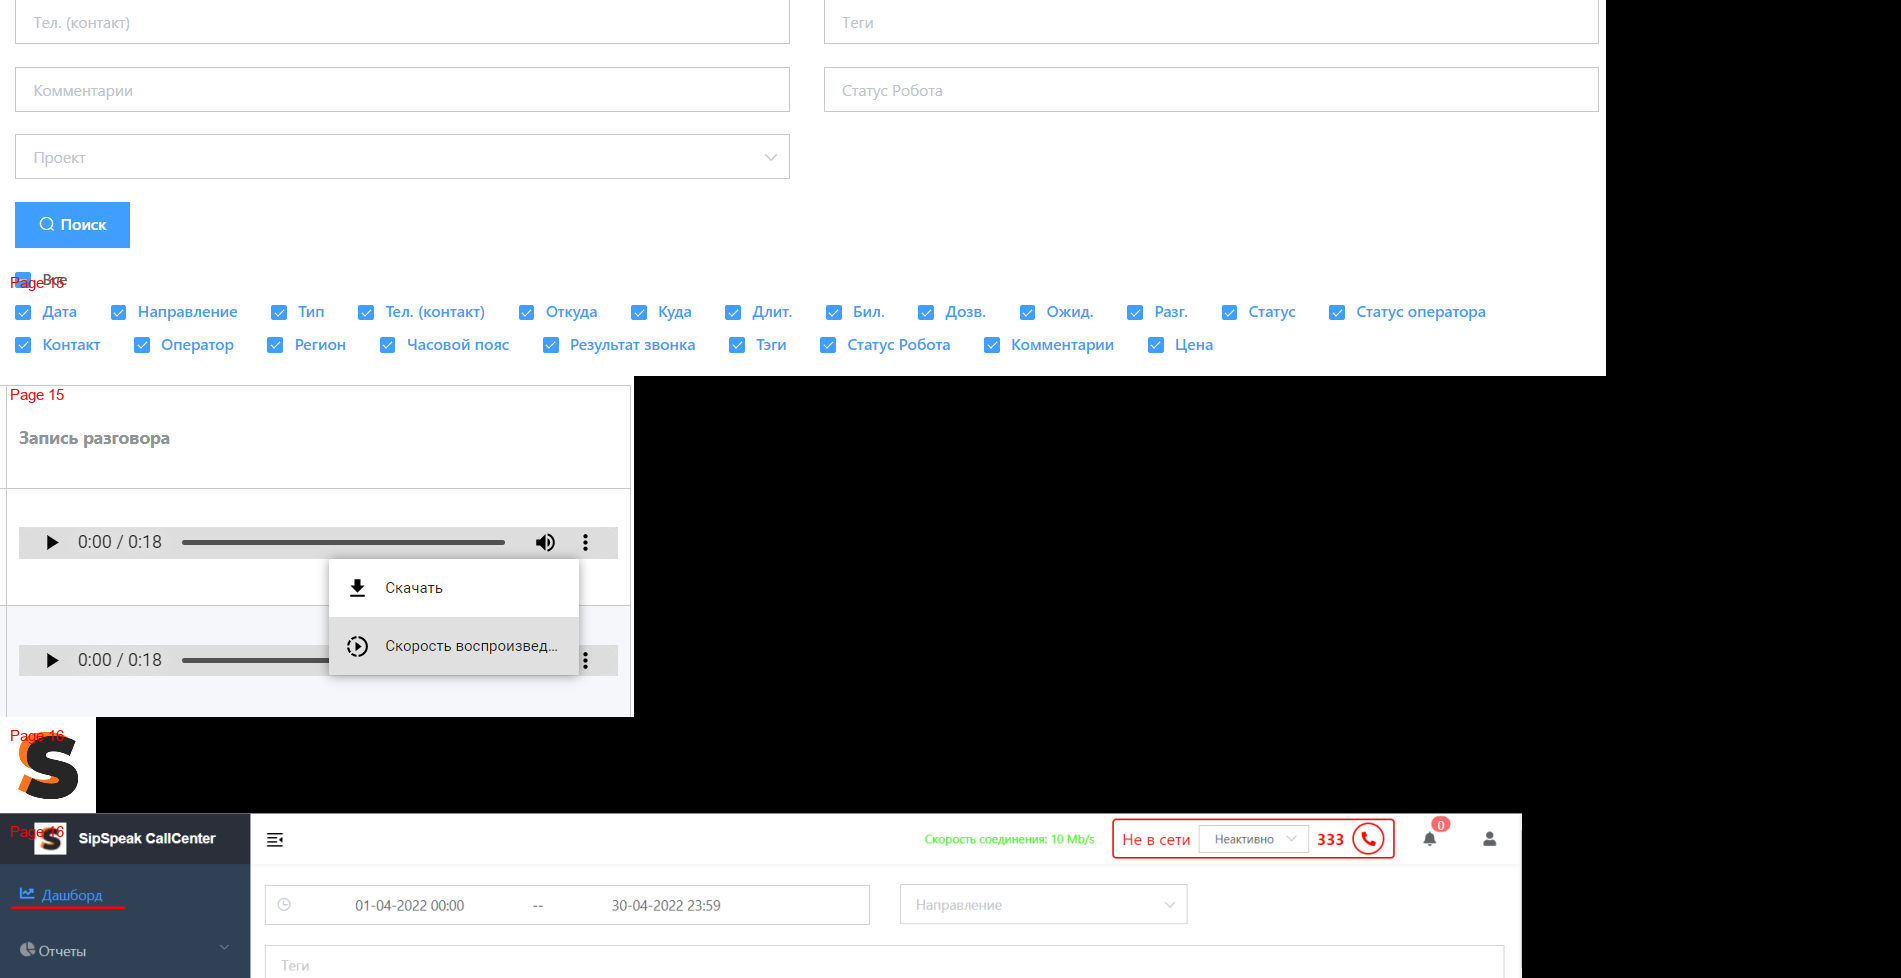 Тел. (контакт) Теги
Комментарии Статус Робота
Проект
Поиск
Все
Page 15
Дата Направление Тип Тел. (контакт) Откуда Куда Длит. Бил. Дозв. Ожид. Разг. Статус Статус оператора
Контакт Оператор Регион Часовой пояс Результат звонка Тэги Статус Робота Комментарии Цена
Page 15
Запись разговора
0:00 / 0:18
Скачать
Скорость воспроизвед...
0:00 / 0:18
Page 16
S
Page 16
S SipSpeak CallCenter Скорость соединения: 10 Mb/s Не в сети Неактивно 333 0
Дашборд 01-04-2022 00:00 -- 30-04-2022 23:59 Направление
Отчеты
Теги